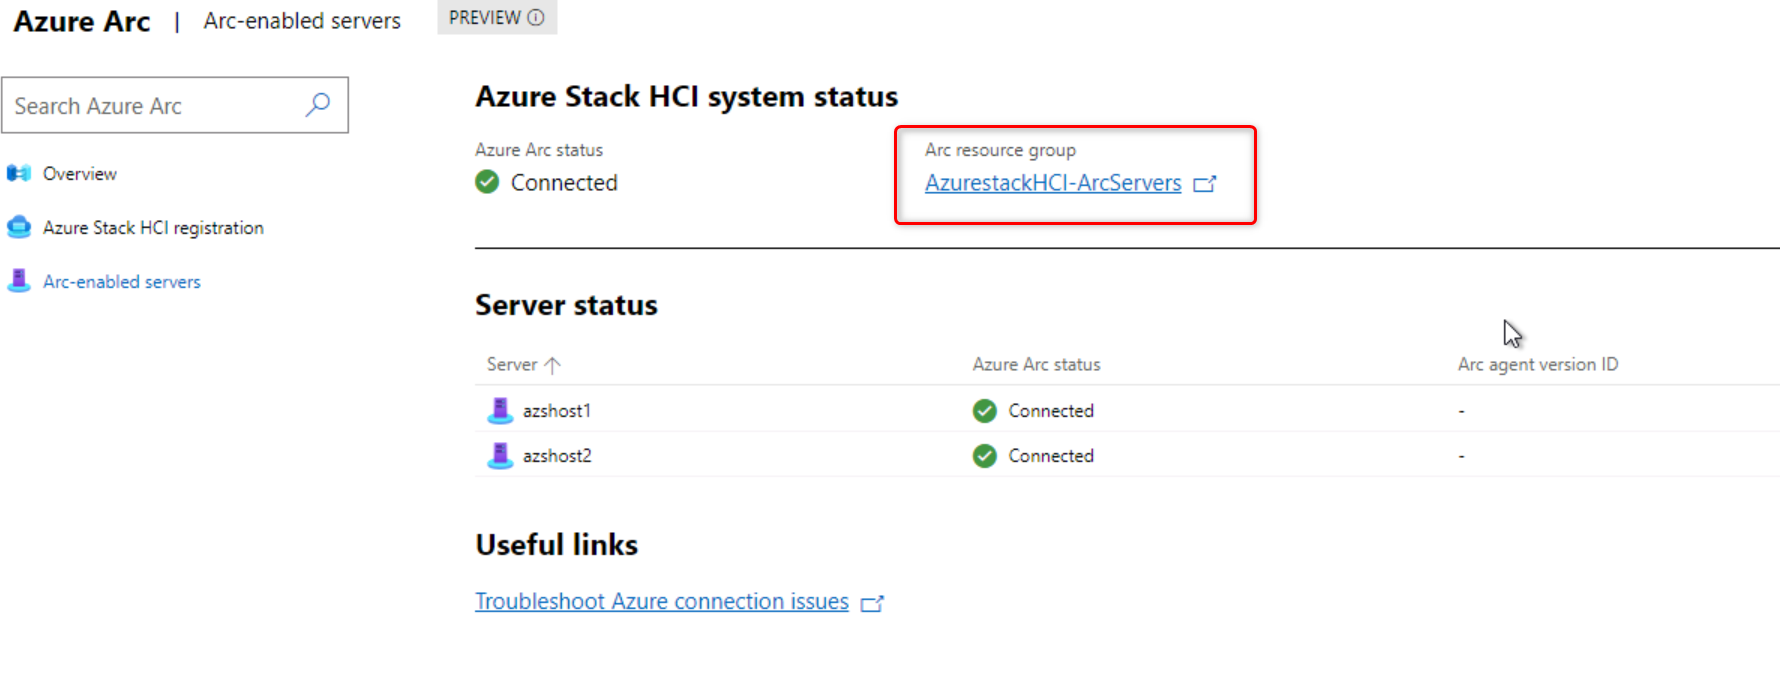 Azure Arc | Arc-enabled servers PREVIEW
Search Azure Arc
Overview
Azure Stack HCI registration
Arc-enabled servers
Azure Stack HCI system status
Azure Arc status
Connected
Arc resource group
AzurestackHCI-ArcServers
Server status
Server Azure Arc status Arc agent version ID
azshost1 Connected -
azshost2 Connected -
Useful links
Troubleshoot Azure connection issues